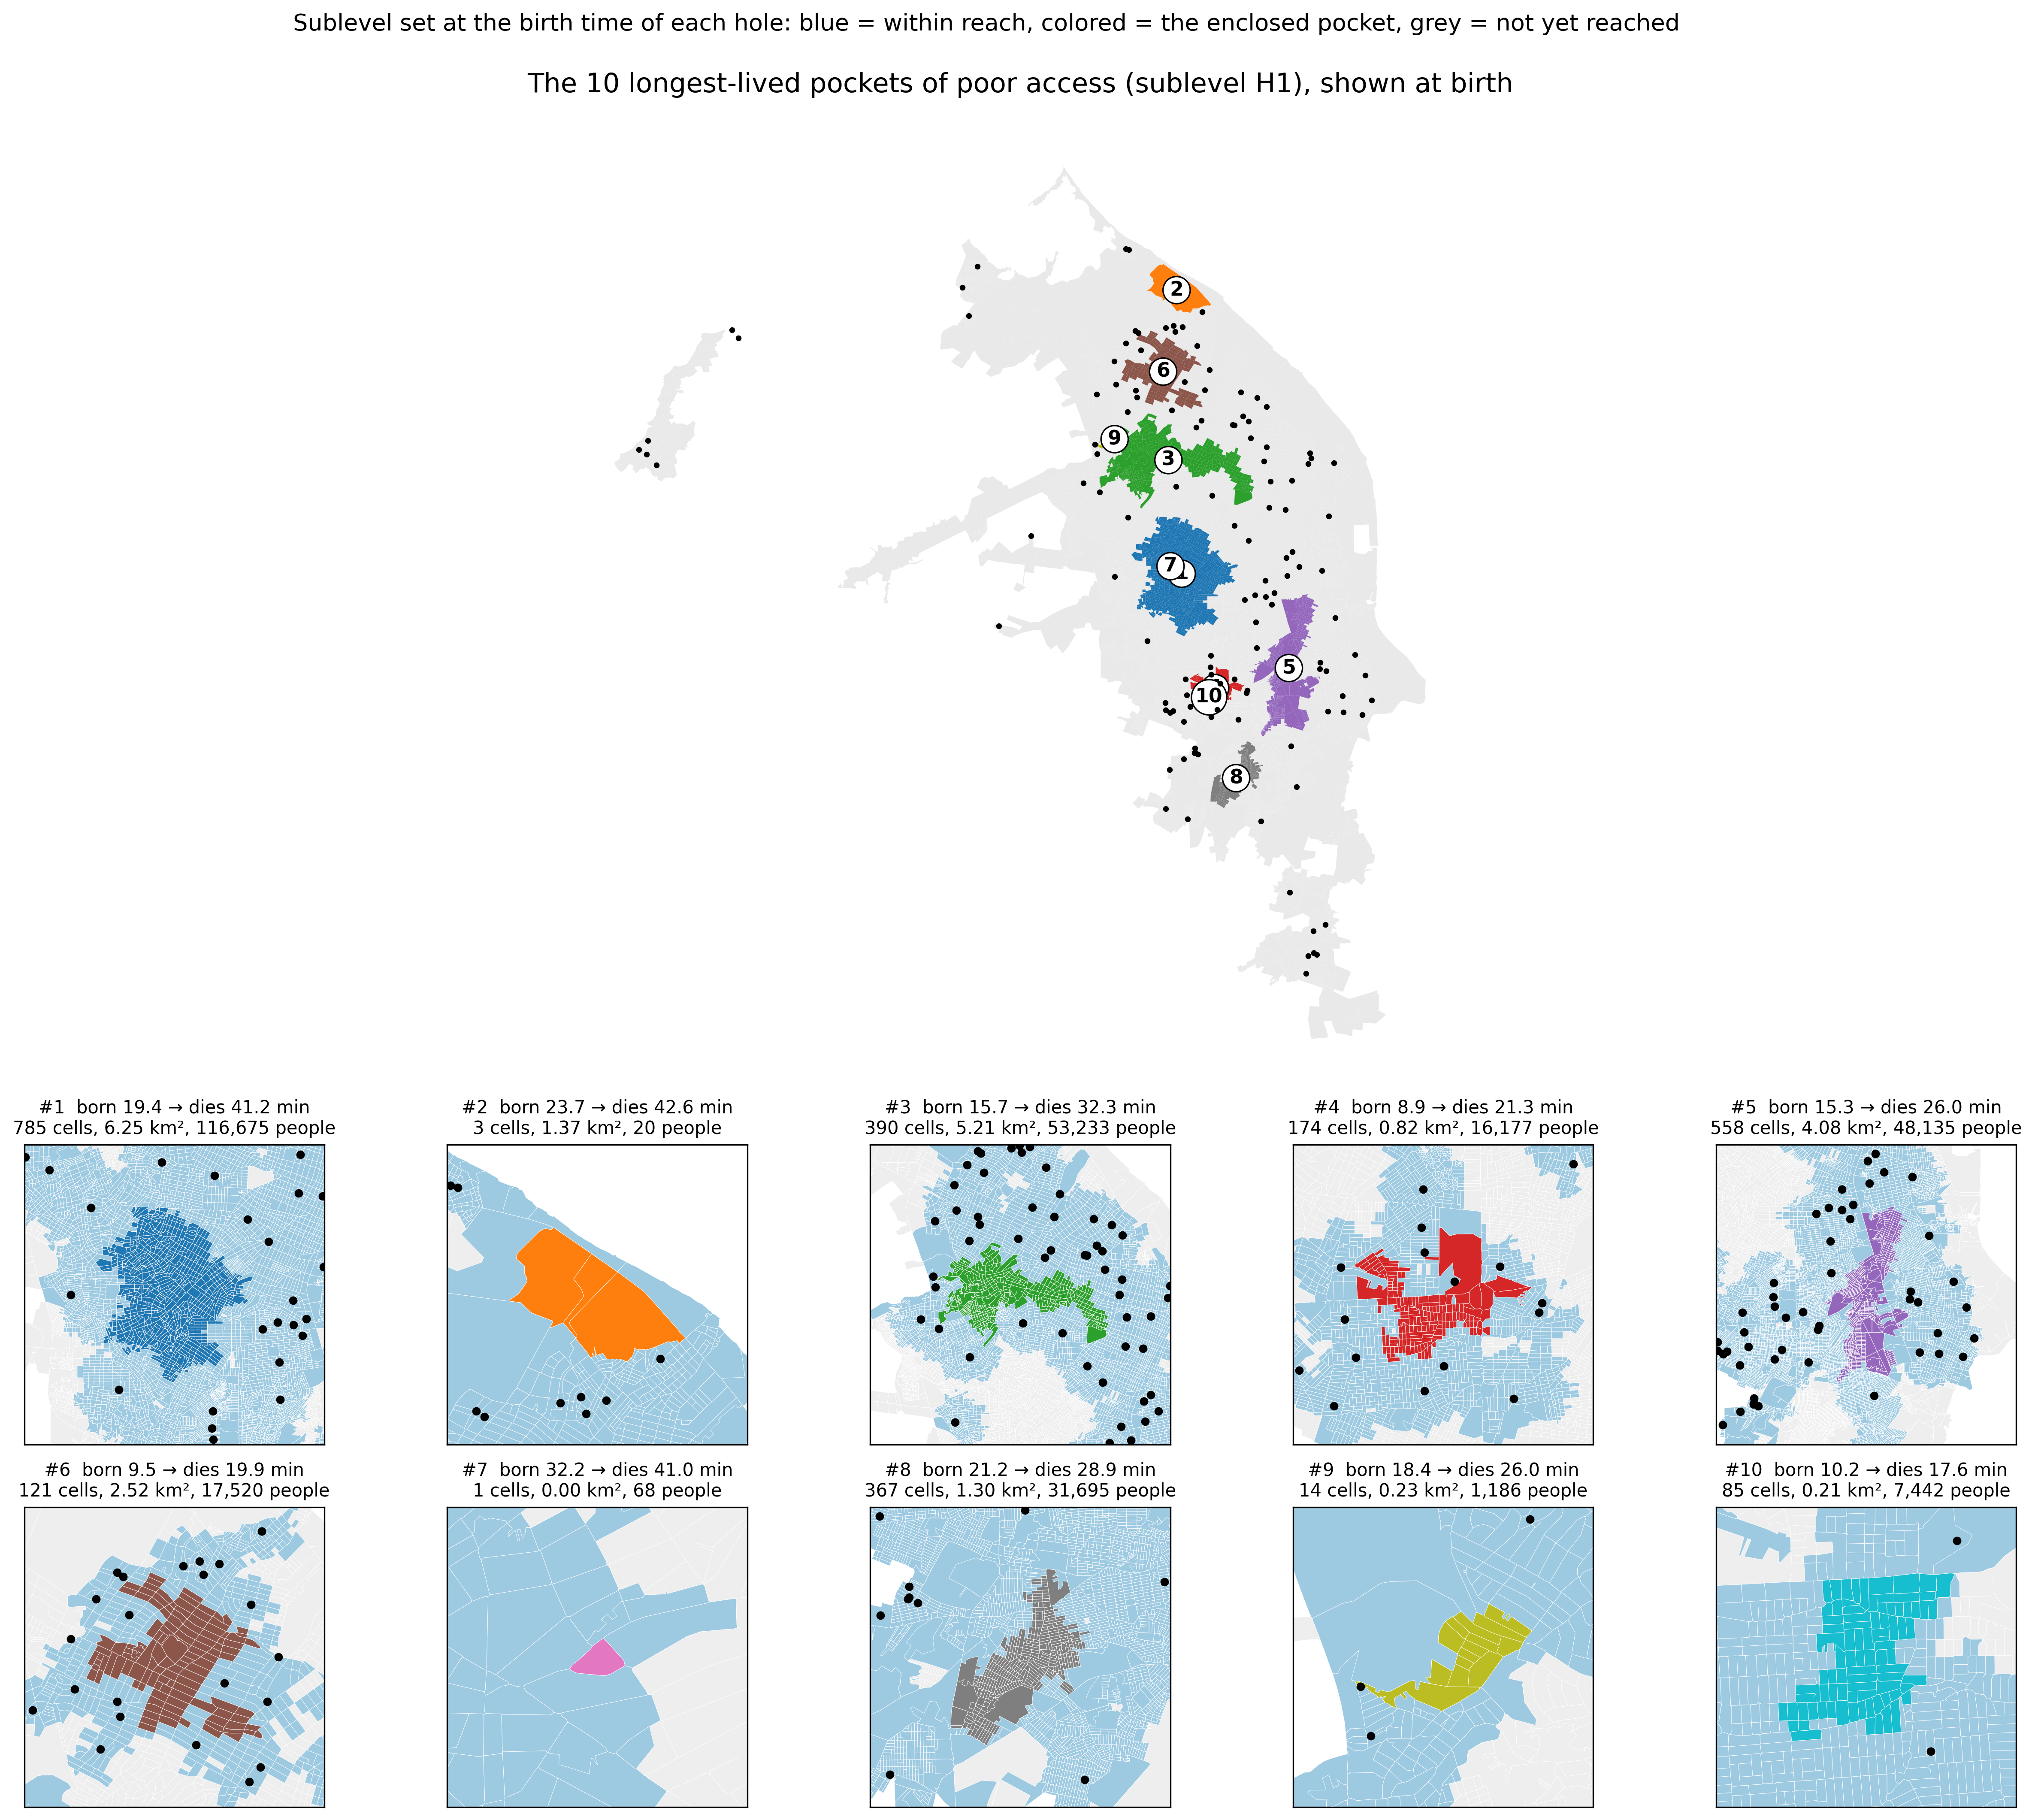 Sublevel set at the birth time of each hole: blue = within reach, colored = the enclosed pocket, grey = not yet reached
The 10 longest-lived pockets of poor access (sublevel H1), shown at birth
2
6
9
3
7
5
10
8
#1 born 19.4 → dies 41.2 min
785 cells, 6.25 km², 116,675 people
#2 born 23.7 → dies 42.6 min
3 cells, 1.37 km², 20 people
#3 born 15.7 → dies 32.3 min
390 cells, 5.21 km², 53,233 people
#4 born 8.9 → dies 21.3 min
174 cells, 0.82 km², 16,177 people
#5 born 15.3 → dies 26.0 min
558 cells, 4.08 km², 48,135 people
#6 born 9.5 → dies 19.9 min
121 cells, 2.52 km², 17,520 people
#7 born 32.2 → dies 41.0 min
1 cells, 0.00 km², 68 people
#8 born 21.2 → dies 28.9 min
367 cells, 1.30 km², 31,695 people
#9 born 18.4 → dies 26.0 min
14 cells, 0.23 km², 1,186 people
#10 born 10.2 → dies 17.6 min
85 cells, 0.21 km², 7,442 people